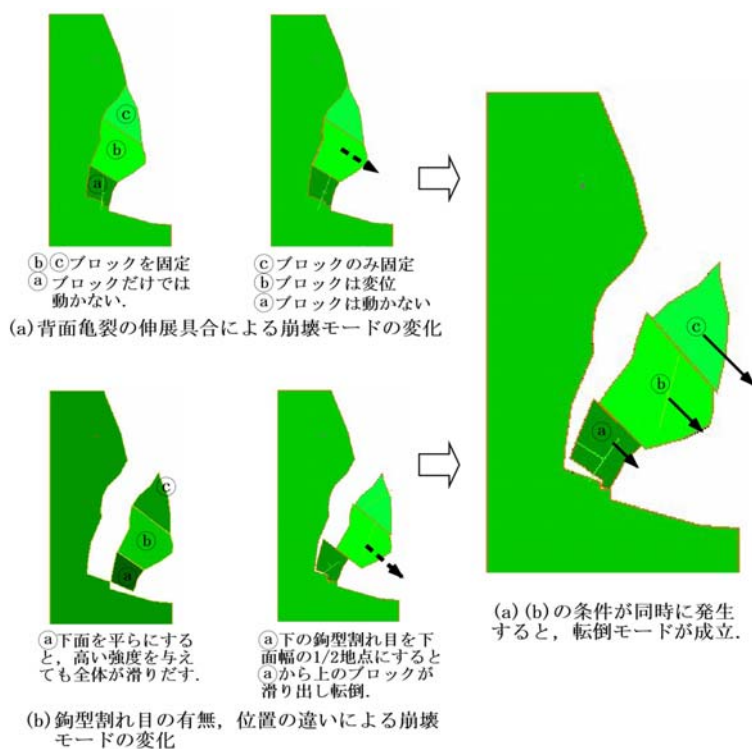 ⓒ
ⓑ
ⓐ
ⓑⓒブロックを固定
ⓐブロックだけでは
動かない.
ⓒブロックのみ固定
ⓑブロックは変位
ⓐブロックは動かない
(a)背面亀裂の伸展具合による崩壊モードの変化
ⓒ
ⓑ
ⓐ
ⓐ下面を平らにする
と，高い強度を与え
ても全体が滑りだす.
ⓐ下の鉤型割れ目を下
面幅の1/2地点にすると
ⓐから上のブロックが
滑り出し転倒.
(b)鉤型割れ目の有無，位置の違いによる崩壊
モードの変化
ⓒ
ⓑ
ⓐ
(a)(b)の条件が同時に発生
すると，転倒モードが成立.